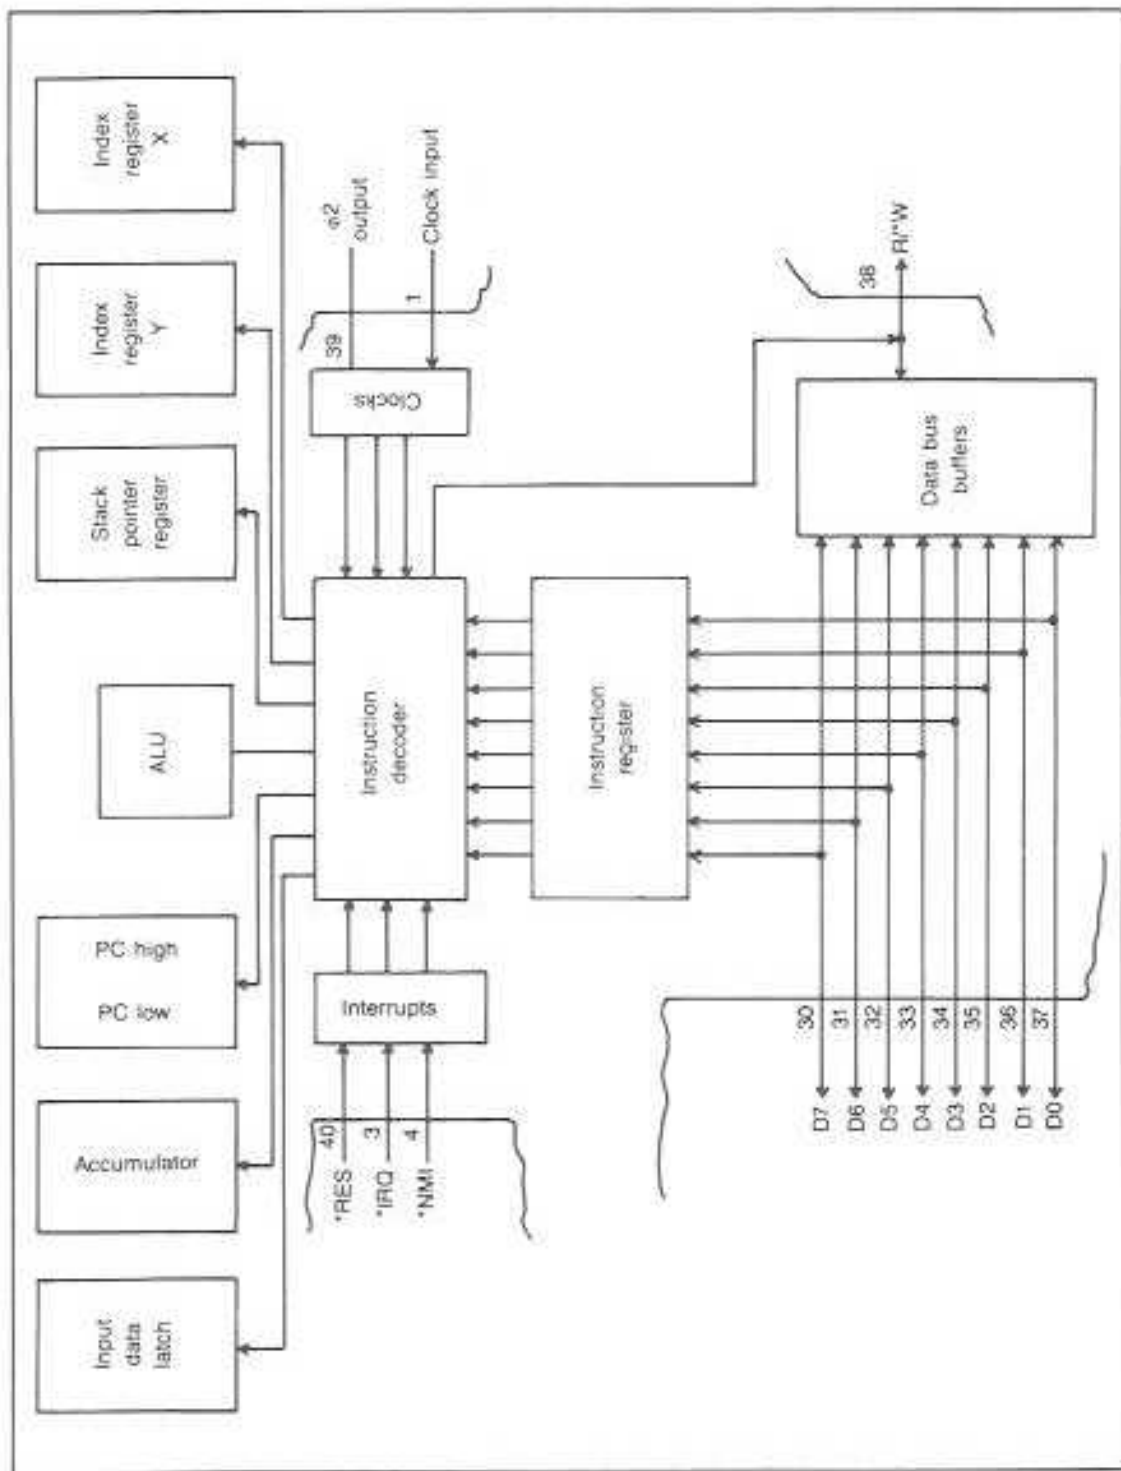 Index
register
X
Index
register
Y
Stack
pointer
register
ALU
PC high
PC low
Accumulator
Input
data
latch
ø2
output
Clock input
39
1
Clocks
Instruction
decoder
Interrupts
40
3
4
*RES
*IRQ
*NMI
Instruction
register
38
R/*W
Data bus
buffers
30
31
32
33
34
35
36
37
D7
D6
D5
D4
D3
D2
D1
D0